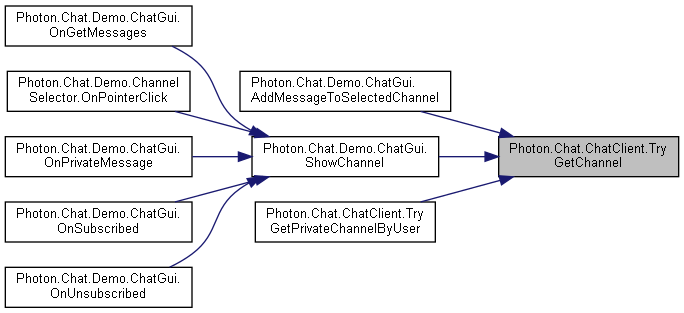 Photon.Chat.Demo.ChatGui.
OnGetMessages
Photon.Chat.Demo.Channel
Selector.OnPointerClick
Photon.Chat.Demo.ChatGui.
OnPrivateMessage
Photon.Chat.Demo.ChatGui.
OnSubscribed
Photon.Chat.Demo.ChatGui.
OnUnsubscribed
Photon.Chat.Demo.ChatGui.
AddMessageToSelectedChannel
Photon.Chat.Demo.ChatGui.
ShowChannel
Photon.Chat.ChatClient.Try
GetPrivateChannelByUser
Photon.Chat.ChatClient.Try
GetChannel